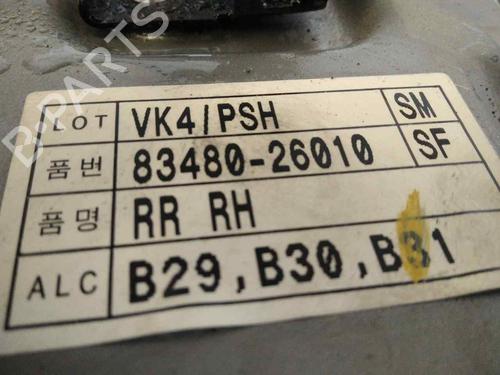 B-PARTS
LOT VK4/PSH SM
품번 83480-26010 SF
품명 RR RH
ALC B29,B30,B31